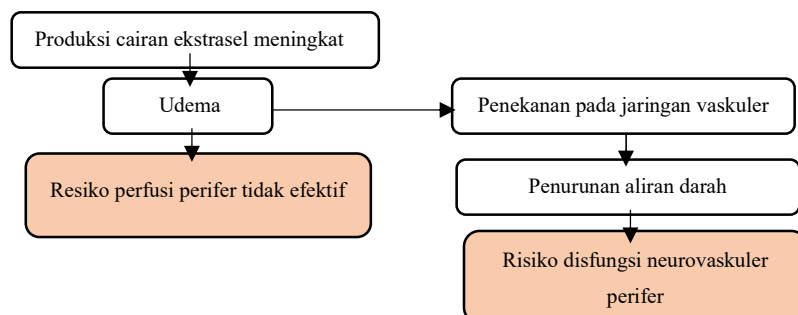 Produksi cairan ekstrasel meningkat
Udema
Resiko perfusi perifer tidak efektif
Penekanan pada jaringan vaskuler
Penurunan aliran darah
Risiko disfungsi neurovaskuler
perifer